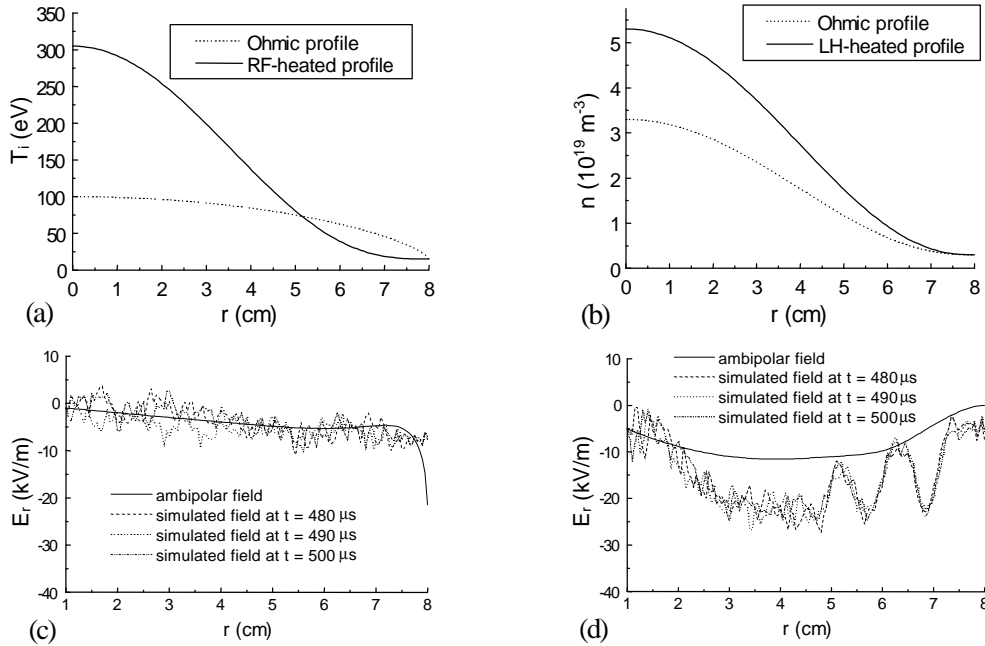 350
300
250
200
150
100
50
0
T_i (eV)
Ohmic profile
RF-heated profile
0 1 2 3 4 5 6 7 8
r (cm)
(a)
5
4
3
2
1
0
n (10^19 m^-3)
Ohmic profile
LH-heated profile
0 1 2 3 4 5 6 7 8
r (cm)
(b)
10
0
-10
-20
-30
-40
E_r (kV/m)
ambipolar field
simulated field at t = 480 μs
simulated field at t = 490 μs
simulated field at t = 500 μs
1 2 3 4 5 6 7 8
r (cm)
(c)
10
0
-10
-20
-30
-40
E_r (kV/m)
ambipolar field
simulated field at t = 480 μs
simulated field at t = 490 μs
simulated field at t = 500 μs
1 2 3 4 5 6 7 8
r (cm)
(d)